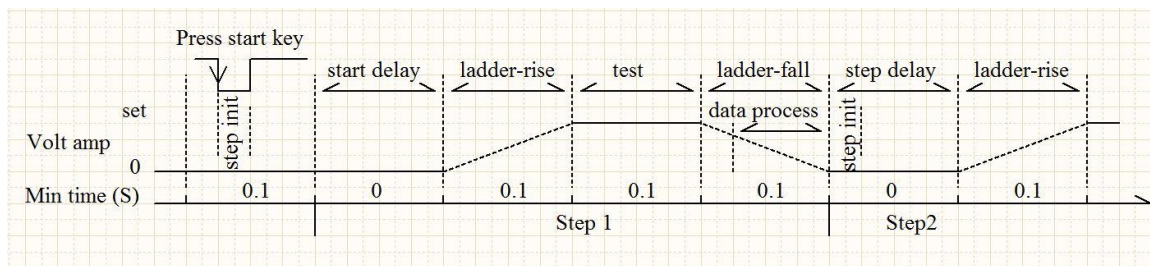 Press start key
start delay
ladder-rise
test
ladder-fall
step delay
ladder-rise
set
step init
data process
step init
Volt amp
0
Min time (S)
0.1
0
0.1
0.1
0.1
0
0.1
Step 1
Step2